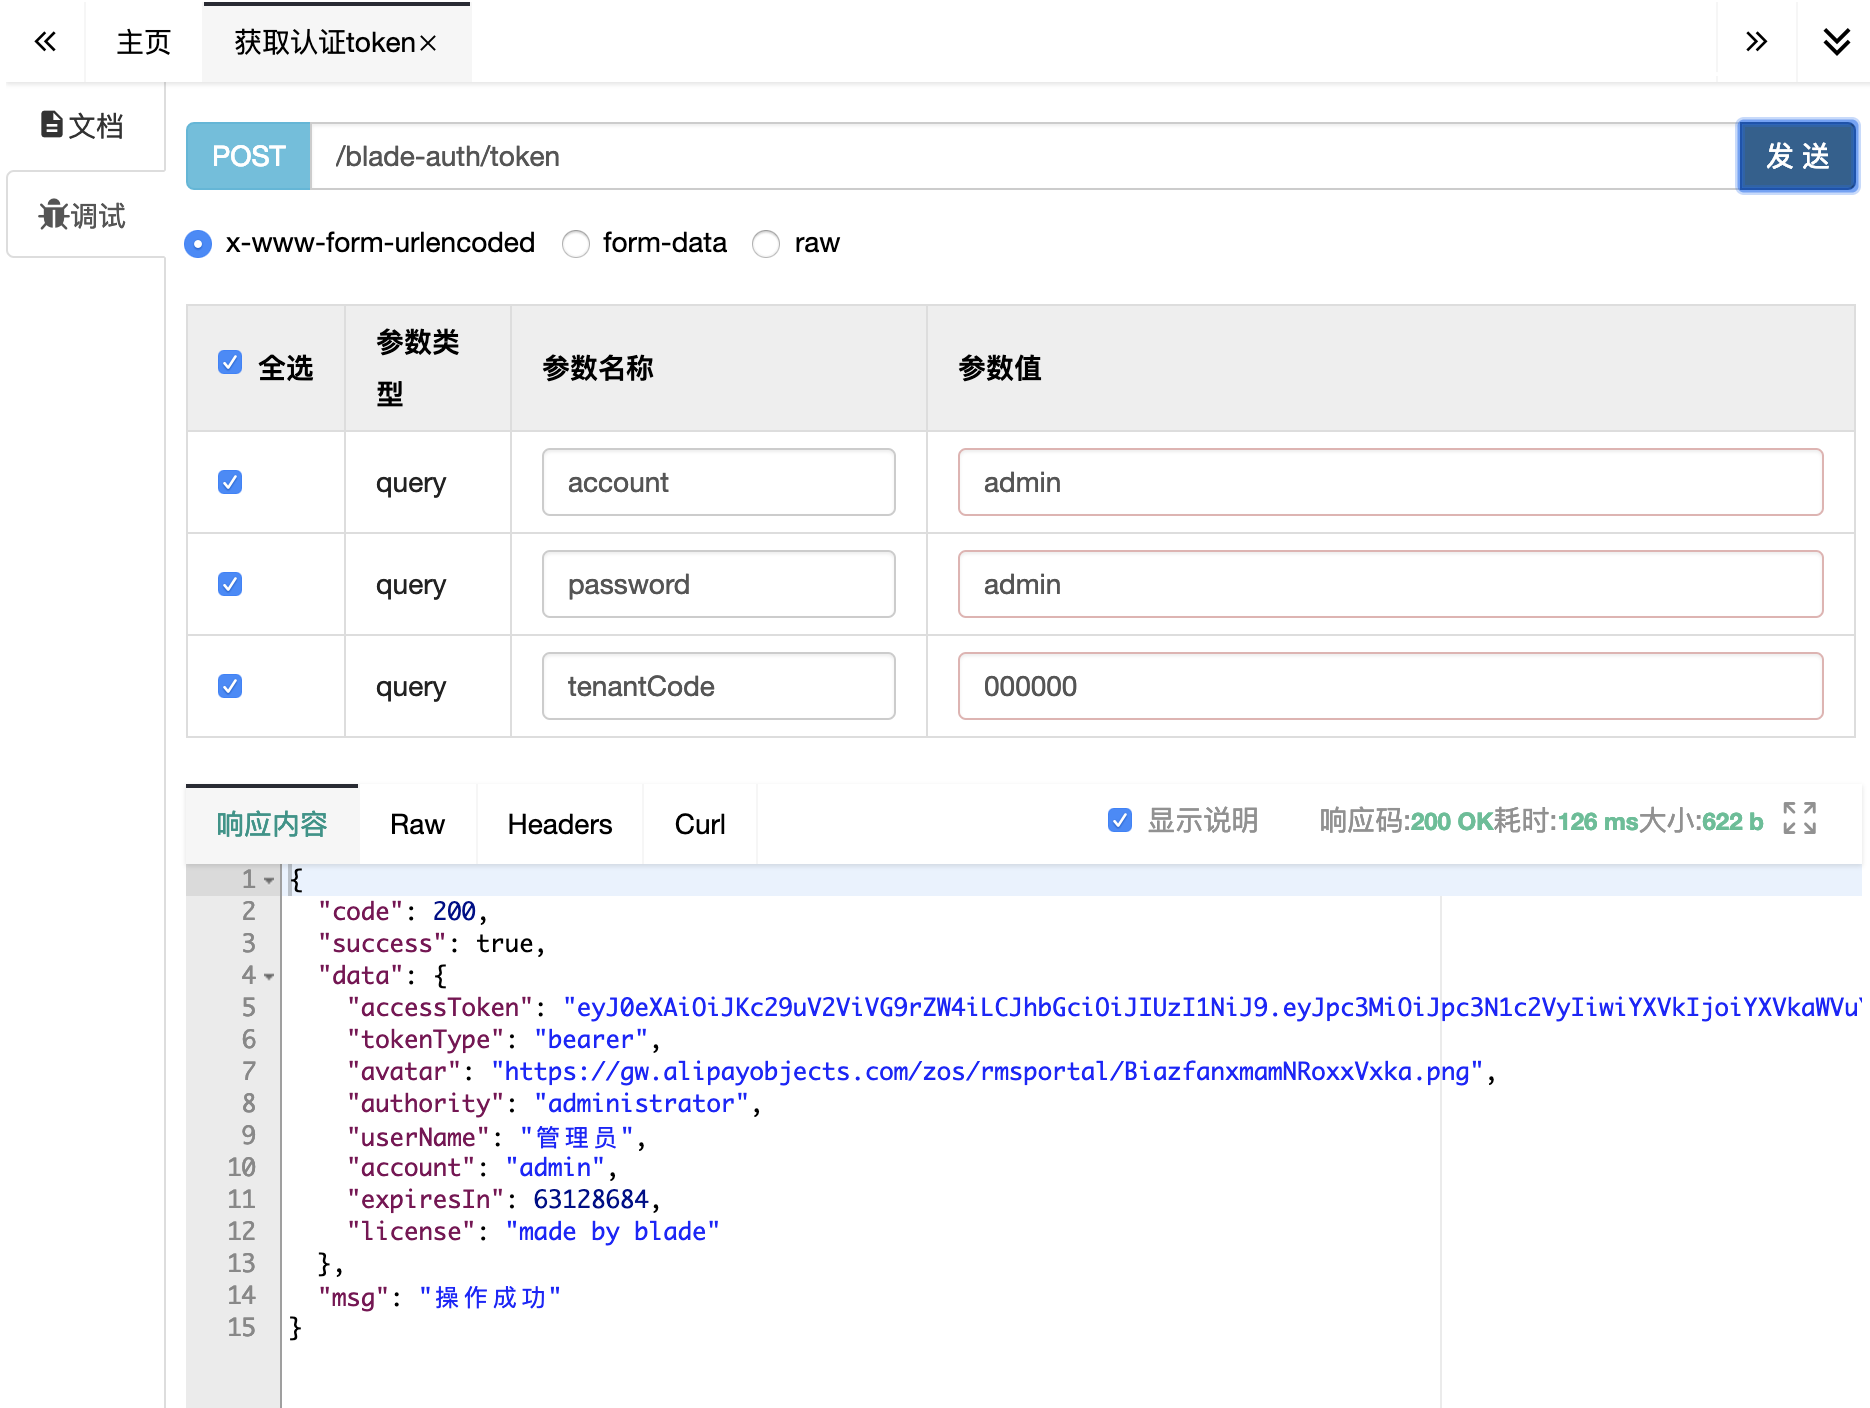 主页
获取认证token×
文档
调试
POST /blade-auth/token 发 送
x-www-form-urlencoded form-data raw
全选 参数类型 参数名称 参数值
query account admin
query password admin
query tenantCode 000000
响应内容 Raw Headers Curl 显示说明 响应码:200 OK耗时:126 ms大小:622 b
1 {
2 "code": 200,
3 "success": true,
4 "data": {
5 "accessToken": "eyJ0eXAiOiJKc29uV2ViVG9rZW4iLCJhbGciOiJIUzI1NiJ9.eyJpc3MiOiJpc3N1c2VyIiwiYXVkIjoiYXVkaWVu
6 "tokenType": "bearer",
7 "avatar": "https://gw.alipayobjects.com/zos/rmsportal/BiazfanxmamNRoxxVxka.png",
8 "authority": "administrator",
9 "userName": "管理员",
10 "account": "admin",
11 "expiresIn": 63128684,
12 "license": "made by blade"
13 },
14 "msg": "操作成功"
15 }